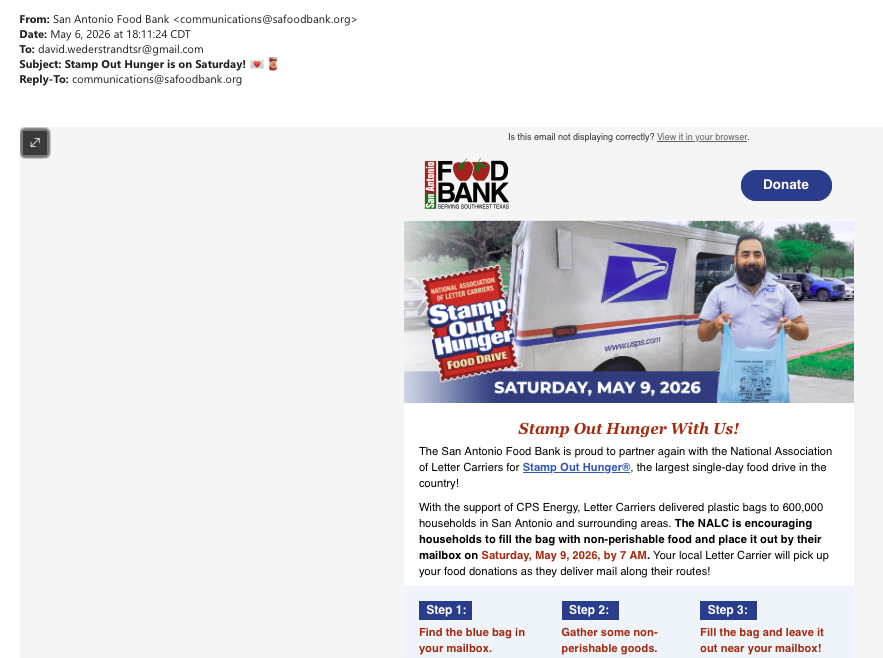 From: San Antonio Food Bank <communications@safoodbank.org>
Date: May 6, 2026 at 18:11:24 CDT
To: david.wederstrandtsr@gmail.com
Subject: Stamp Out Hunger is on Saturday! 💌 🥫
Reply-To: communications@safoodbank.org
Is this email not displaying correctly? View it in your browser.
San Antonio
FOOD
BANK
SERVING SOUTHWEST TEXAS
Donate
NATIONAL ASSOCIATION
OF LETTER CARRIERS
Stamp
Out
Hunger
FOOD DRIVE
www.usps.com
SATURDAY, MAY 9, 2026
Stamp Out Hunger With Us!
The San Antonio Food Bank is proud to partner again with the National Association
of Letter Carriers for Stamp Out Hunger®, the largest single-day food drive in the
country!
With the support of CPS Energy, Letter Carriers delivered plastic bags to 600,000
households in San Antonio and surrounding areas. The NALC is encouraging
households to fill the bag with non-perishable food and place it out by their
mailbox on Saturday, May 9, 2026, by 7 AM. Your local Letter Carrier will pick up
your food donations as they deliver mail along their routes!
Step 1:
Find the blue bag in
your mailbox.
Step 2:
Gather some non-
perishable goods.
Step 3:
Fill the bag and leave it
out near your mailbox!